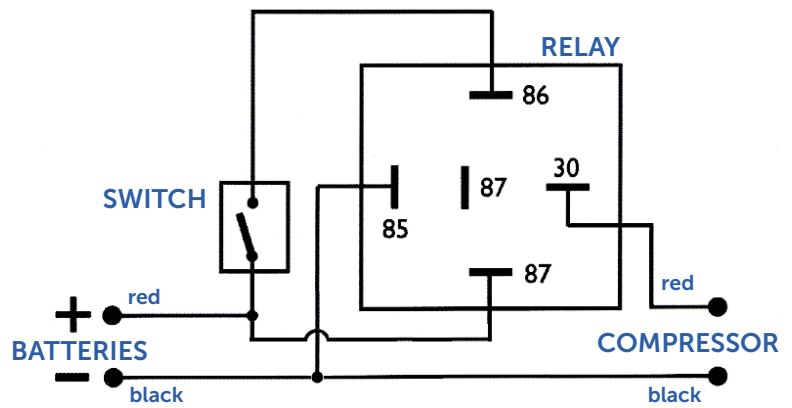 RELAY
86
SWITCH
30
87
85
87
red
red
+
BATTERIES
COMPRESSOR
−
black
black